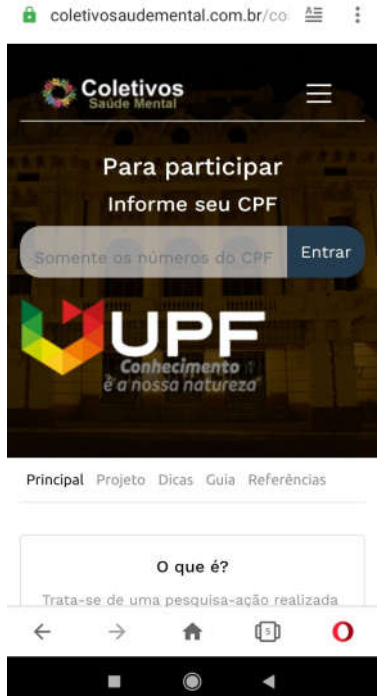 coletivosaudemental.com.br/co
Coletivos
Saúde Mental
Para participar
Informe seu CPF
Somente os números do CPF
Entrar
UPF
Conhecimento
é a nossa natureza
Principal Projeto Dicas Guia Referências
O que é?
Trata-se de uma pesquisa-ação realizada
5